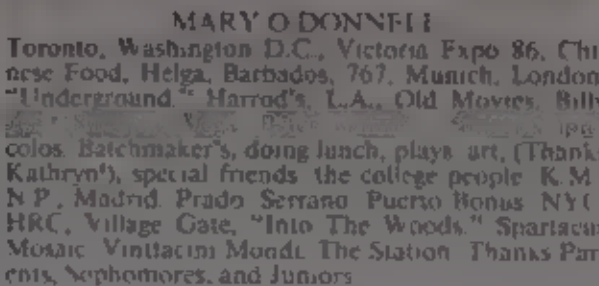 MARY O DONNELL
Toronto, Washington D.C., Victoria Expo 86, Chi
nese Food, Helga, Barbados, 767, Munich, London
"Underground." Harrod's, L.A., Old Movies, Billy
colos. Batchmaker's, doing lunch, plays art, (Thank
Kathryn!), special friends the college people K.M
N.P., Madrid Prado Serrano Puerto Bonus NYC
HRC, Village Gate, "Into The Woods." Spartacus
Mosaic Mondi The Station Thanks Par
ents, Sophomores, and Juniors